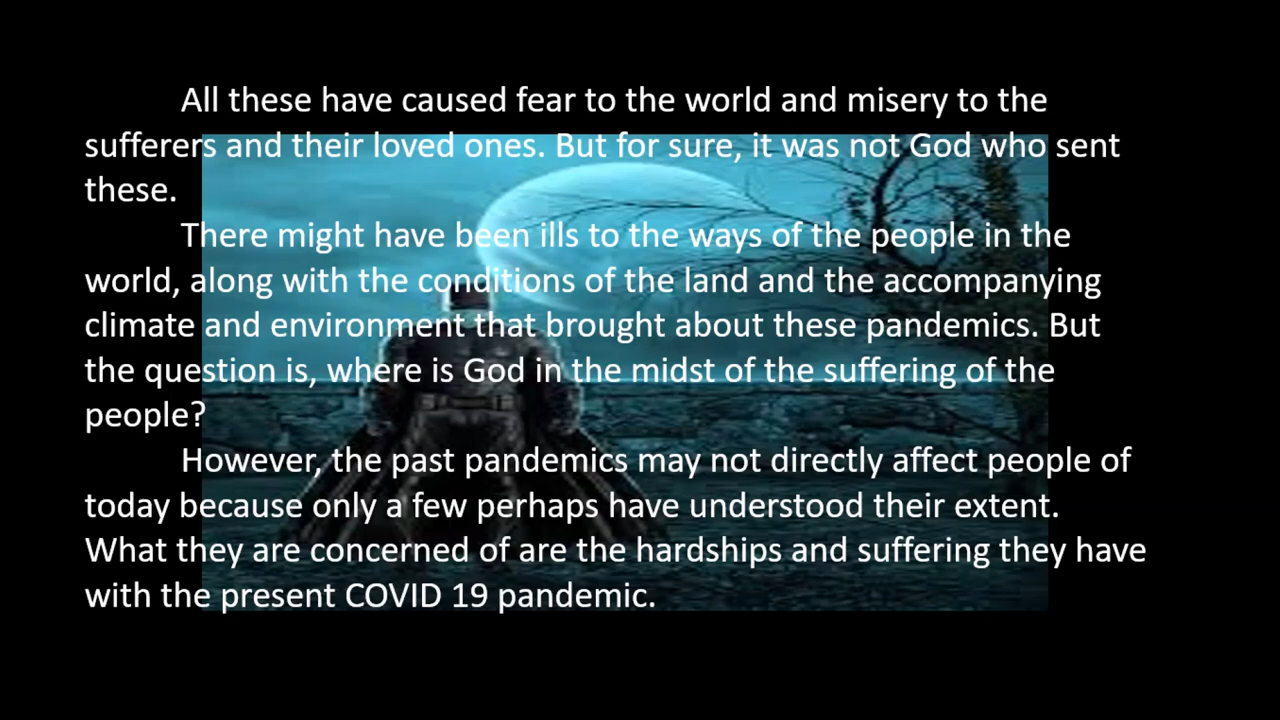 All these have caused fear to the world and misery to the
sufferers and their loved ones. But for sure, it was not God who sent
these.
There might have been ills to the ways of the people in the
world, along with the conditions of the land and the accompanying
climate and environment that brought about these pandemics. But
the question is, where is God in the midst of the suffering of the
people?
However, the past pandemics may not directly affect people of
today because only a few perhaps have understood their extent.
What they are concerned of are the hardships and suffering they have
with the present COVID 19 pandemic.